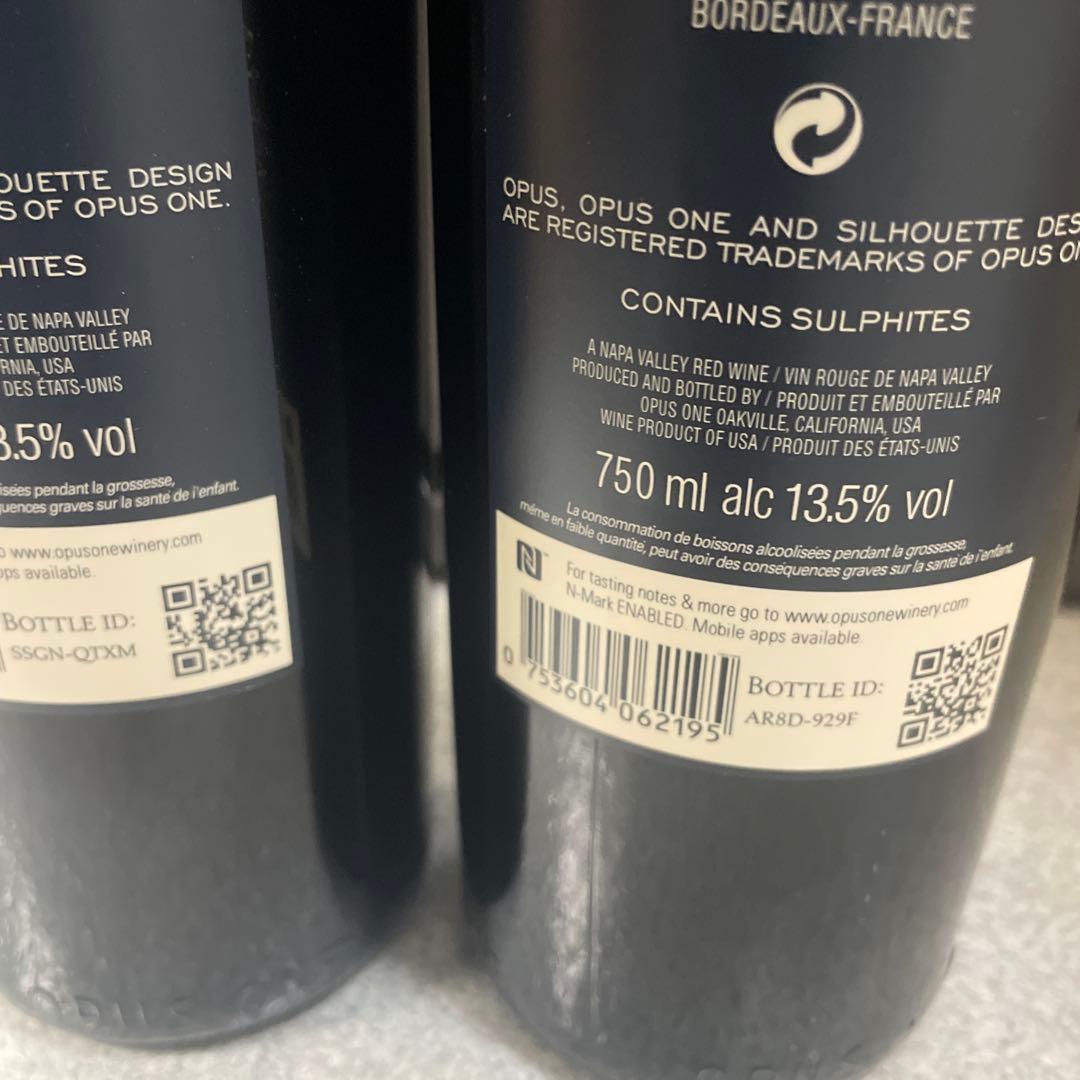 OUETTE DESIGN
S OF OPUS ONE.
HITES
E DE NAPA VALLEY
ET EMBOUTEILLÉ PAR
RNIA, USA
DES ÉTATS-UNIS
3.5% vol
isées pendant la grossesse,
uences graves sur la santé de l'enfant.
o www.opusonewinery.com
pps available.
BOTTLE ID:
SSGN-QTXM
BORDEAUX-FRANCE
OPUS, OPUS ONE AND SILHOUETTE DES
ARE REGISTERED TRADEMARKS OF OPUS ON
CONTAINS SULPHITES
A NAPA VALLEY RED WINE / VIN ROUGE DE NAPA VALLEY
PRODUCED AND BOTTLED BY / PRODUIT ET EMBOUTEILLÉ PAR
OPUS ONE OAKVILLE, CALIFORNIA, USA
WINE PRODUCT OF USA / PRODUIT DES ÉTATS-UNIS
750 ml alc 13.5% vol
La consommation de boissons alcoolisées pendant la grossesse,
même en faible quantité, peut avoir des conséquences graves sur la santé de l'enfant.
For tasting notes & more go to www.opusonewinery.com
N-Mark ENABLED. Mobile apps available.
0 753604 062195
BOTTLE ID:
AR8D-929F
OPUS